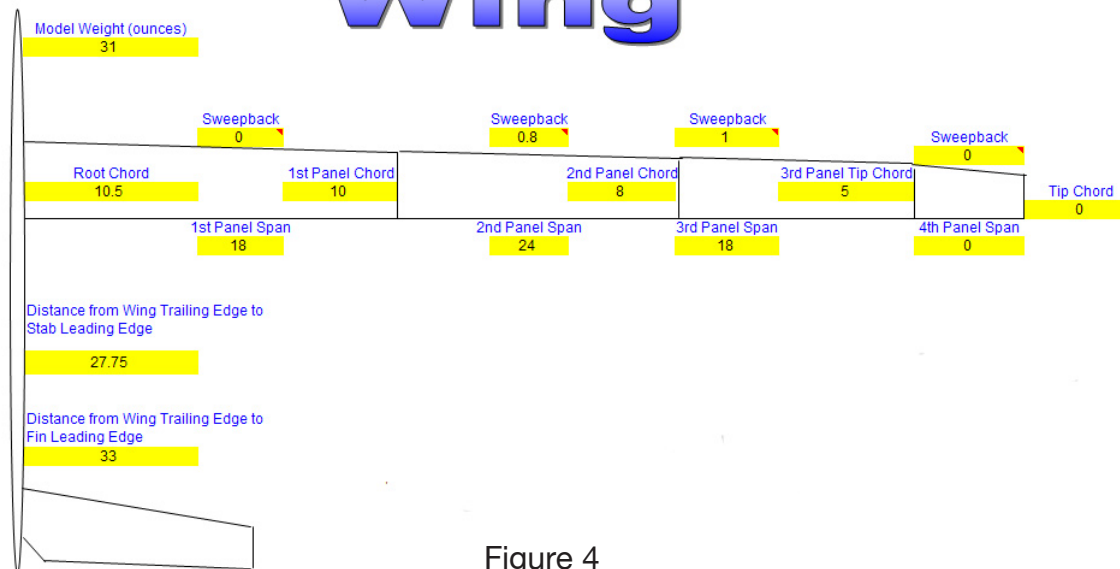 Wing
Model Weight (ounces)
31
Sweepback
0
Sweepback
0.8
Sweepback
1
Sweepback
0
Root Chord
10.5
1st Panel Chord
10
2nd Panel Chord
8
3rd Panel Tip Chord
5
Tip Chord
0
1st Panel Span
18
2nd Panel Span
24
3rd Panel Span
18
4th Panel Span
0
Distance from Wing Trailing Edge to
Stab Leading Edge
27.75
Distance from Wing Trailing Edge to
Fin Leading Edge
33
Figure 4